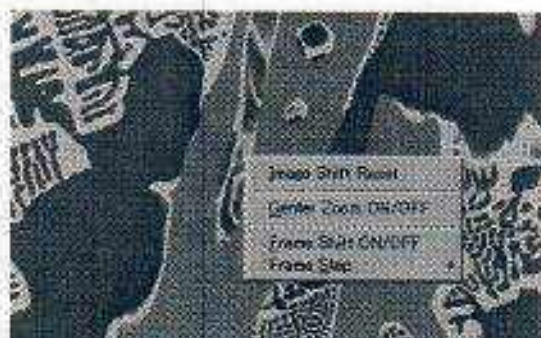 Image Shift Reset
Center Zoom ON/OFF
Frame Shift ON/OFF
Frame Step